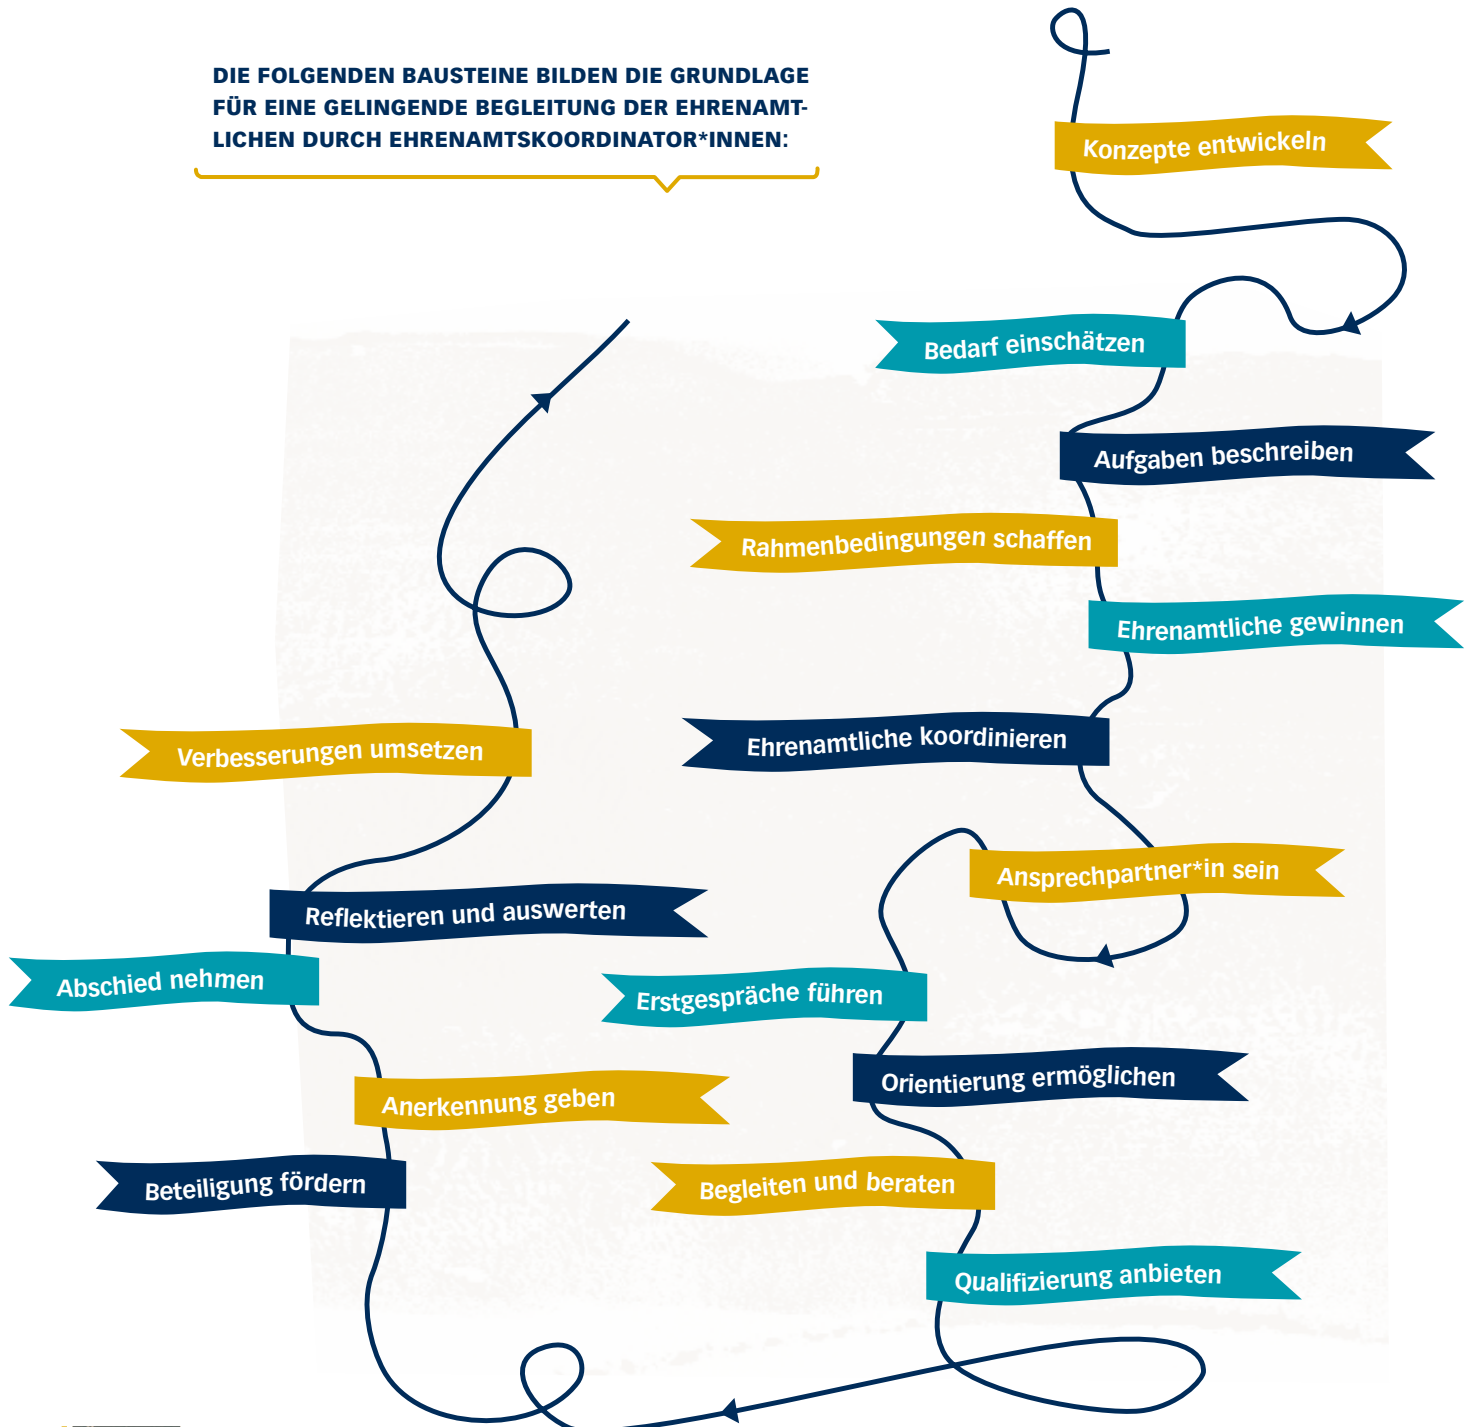 DIE FOLGENDEN BAUSTEINE BILDEN DIE GRUNDLAGE
FÜR EINE GELINGENDE BEGLEITUNG DER EHRENAMT-
LICHEN DURCH EHRENAMTSKOORDINATOR*INNEN:
Konzepte entwickeln
Bedarf einschätzen
Aufgaben beschreiben
Rahmenbedingungen schaffen
Ehrenamtliche gewinnen
Ehrenamtliche koordinieren
Ansprechpartner*in sein
Erstgespräche führen
Orientierung ermöglichen
Begleiten und beraten
Qualifizierung anbieten
Beteiligung fördern
Anerkennung geben
Abschied nehmen
Reflektieren und auswerten
Verbesserungen umsetzen